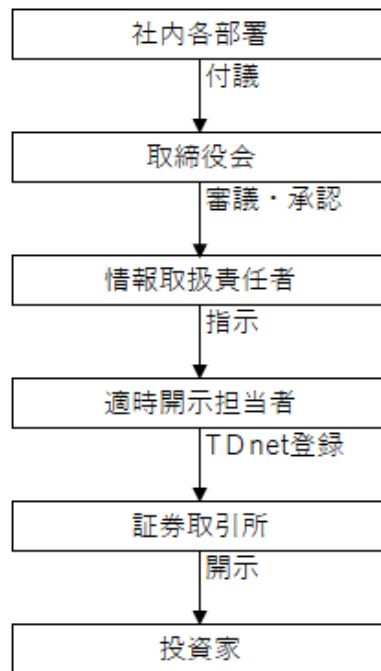 社内各部署
付議
取締役会
審議・承認
情報取扱責任者
指示
適時開示担当者
TDnet登録
証券取引所
開示
投資家